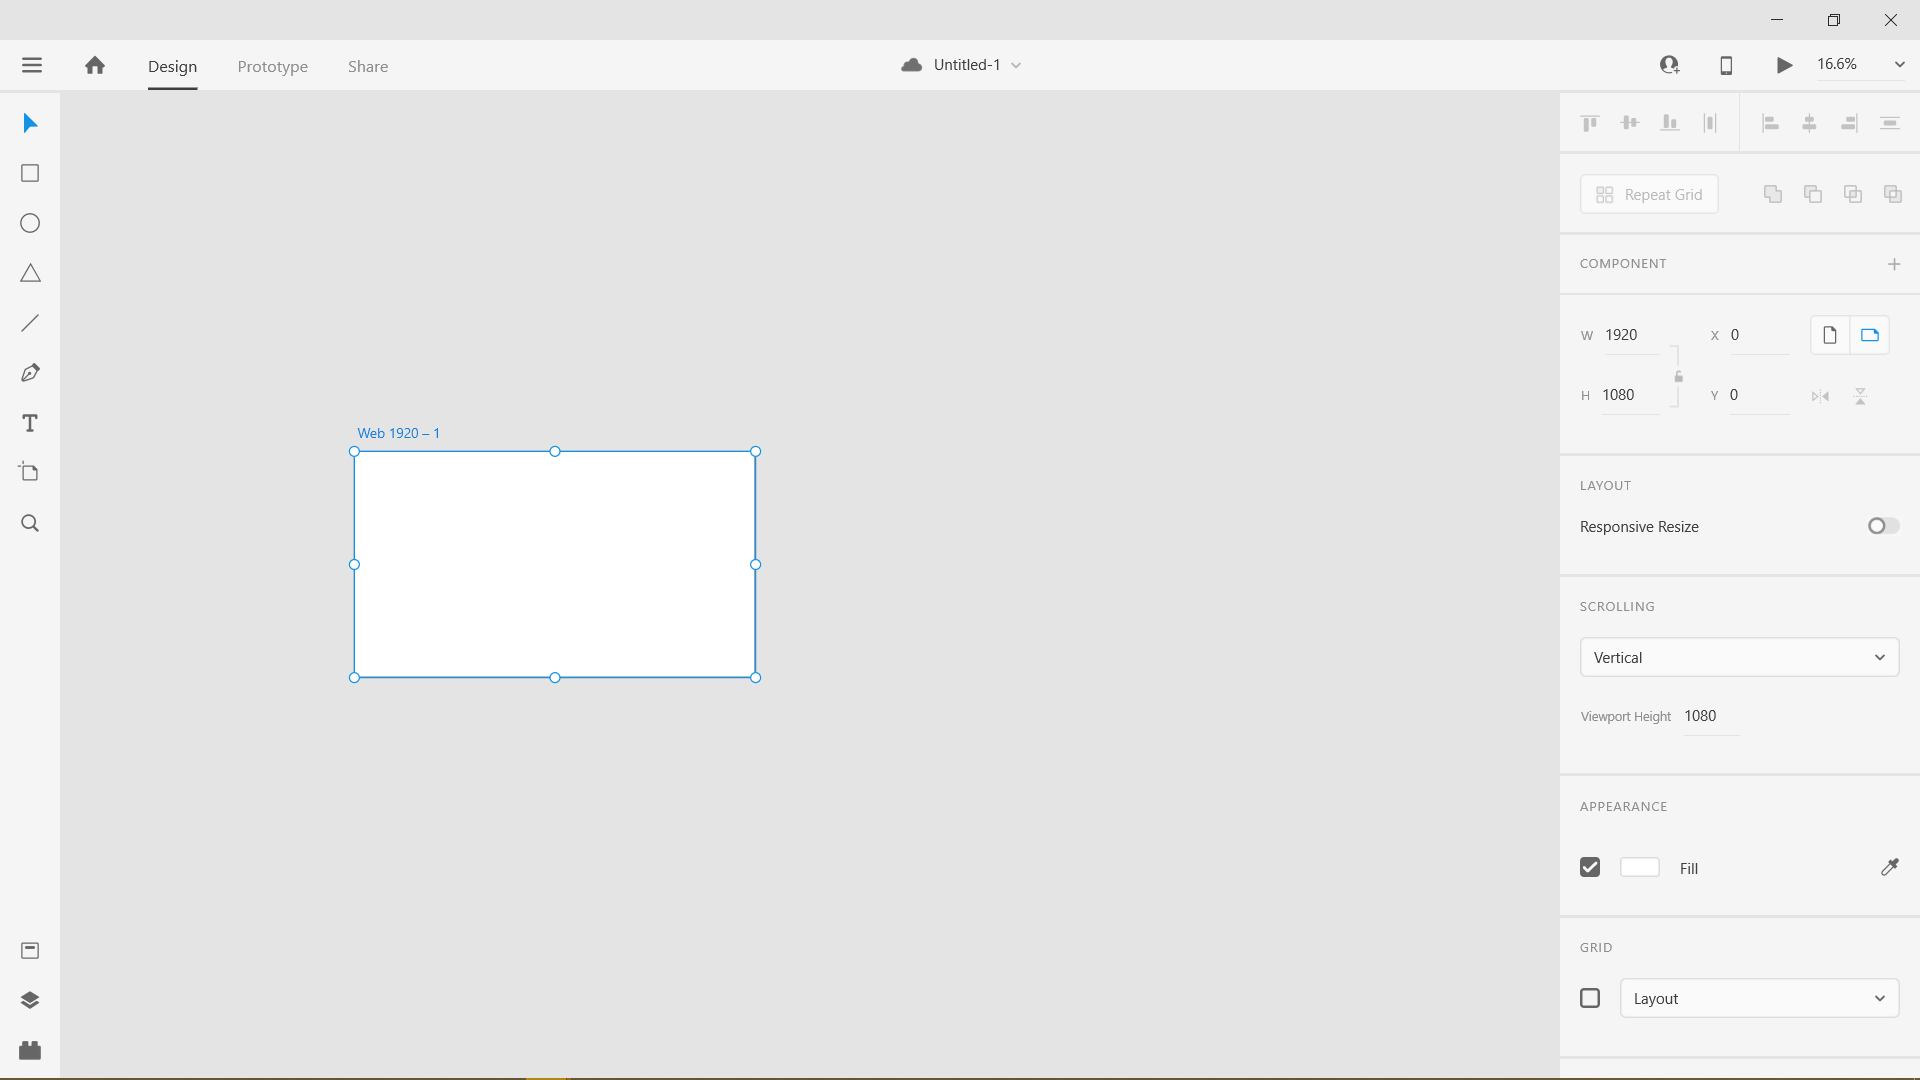 Design
Prototype
Share
Untitled-1
16.6%
Repeat Grid
COMPONENT
W 1920
X 0
H 1080
Y 0
Web 1920 – 1
LAYOUT
Responsive Resize
SCROLLING
Vertical
Viewport Height 1080
APPEARANCE
Fill
GRID
Layout